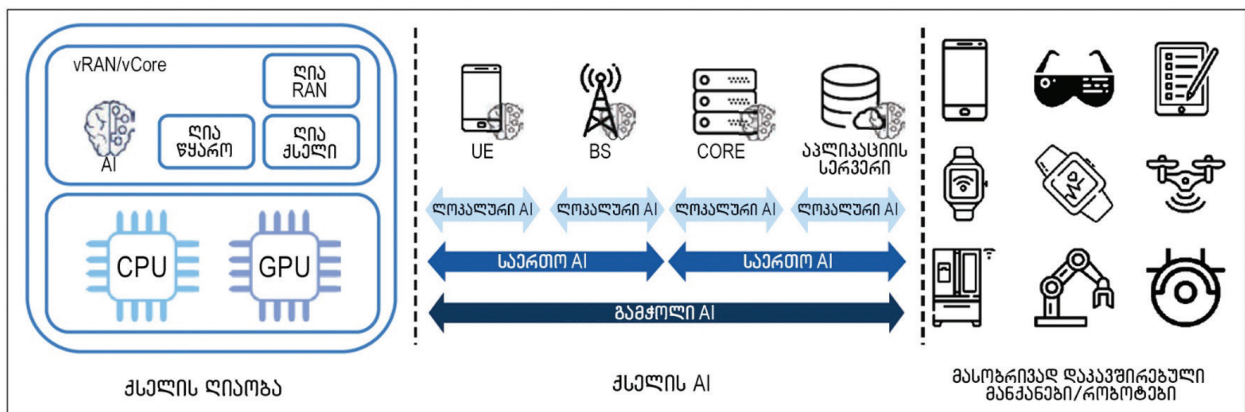 vRAN/vCore
ღია
RAN
AI
ღია
წყარო
ღია
ქსელი
CPU
GPU
ქსელის ღიაობა
UE
BS
CORE
აპლიკაციის
სერვერი
ლოკალური AI
ლოკალური AI
ლოკალური AI
ლოკალური AI
საერთო AI
საერთო AI
გამჭოლი AI
ქსელის AI
მასობრივად დაკავშირებული
მანქანები/რობოტები